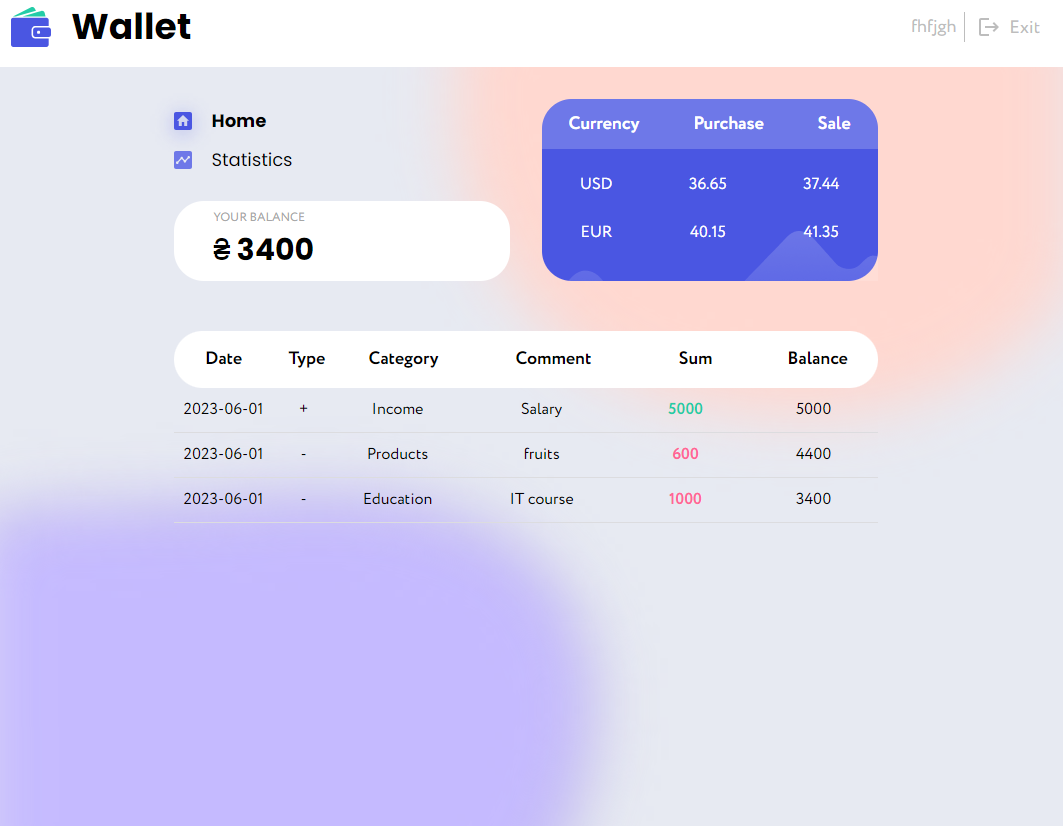 Wallet
fhfjgh Exit
Home
Statistics
YOUR BALANCE
₴ 3400
Currency Purchase Sale
USD 36.65 37.44
EUR 40.15 41.35
Date Type Category Comment Sum Balance
2023-06-01 + Income Salary 5000 5000
2023-06-01 - Products fruits 600 4400
2023-06-01 - Education IT course 1000 3400